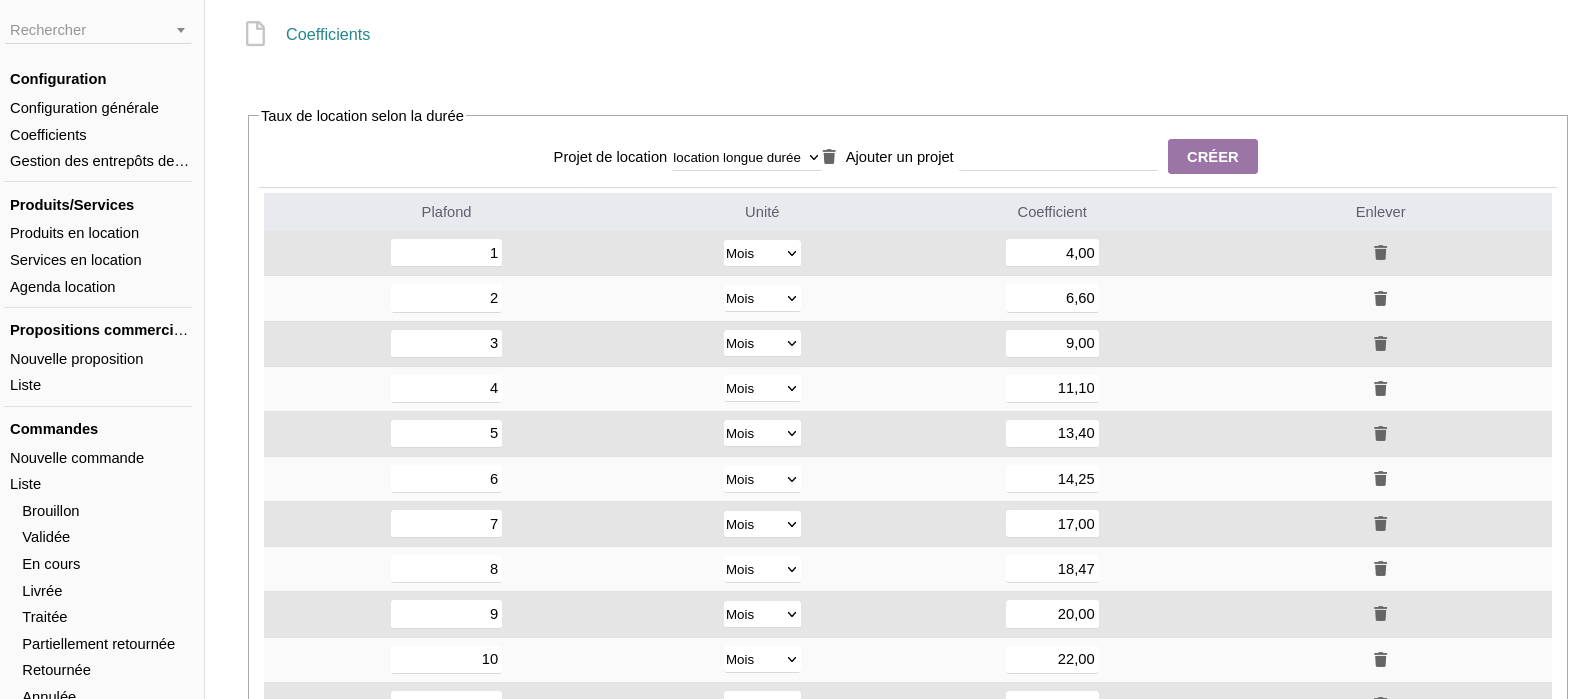 Rechercher
Configuration
Configuration générale
Coefficients
Gestion des entrepôts de…
Produits/Services
Produits en location
Services en location
Agenda location
Propositions commerci…
Nouvelle proposition
Liste
Commandes
Nouvelle commande
Liste
Brouillon
Validée
En cours
Livrée
Traitée
Partiellement retournée
Retournée
Annulée
Coefficients
Taux de location selon la durée
Projet de location location longue durée Ajouter un projet CRÉER
Plafond Unité Coefficient Enlever
1 Mois 4,00
2 Mois 6,60
3 Mois 9,00
4 Mois 11,10
5 Mois 13,40
6 Mois 14,25
7 Mois 17,00
8 Mois 18,47
9 Mois 20,00
10 Mois 22,00